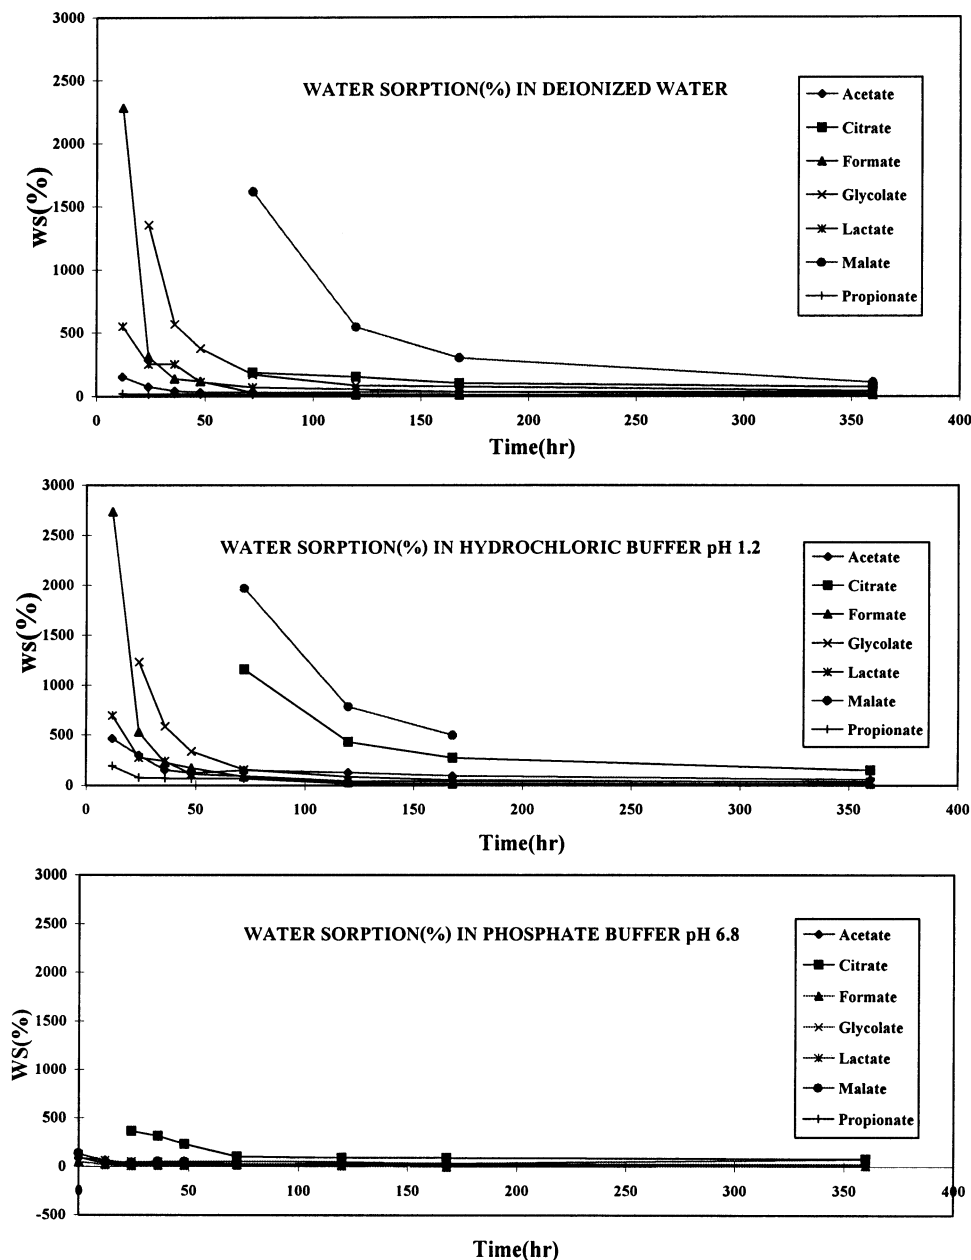 3000
WATER SORPTION(%) IN DEIONIZED WATER
2500
2000
1500
1000
500
0
ws(%)
Acetate
Citrate
Formate
Glycolate
Lactate
Malate
Propionate
0 50 100 150 200 250 300 350 400
Time(hr)
3000
WATER SORPTION(%) IN HYDROCHLORIC BUFFER pH 1.2
2500
2000
1500
1000
500
0
ws(%)
Acetate
Citrate
Formate
Glycolate
Lactate
Malate
Propionate
0 50 100 150 200 250 300 350 400
Time(hr)
3000
WATER SORPTION(%) IN PHOSPHATE BUFFER pH 6.8
2500
2000
1500
1000
500
0
-500
WS(%)
Acetate
Citrate
Formate
Glycolate
Lactate
Malate
Propionate
0 50 100 150 200 250 300 350 400
Time(hr)